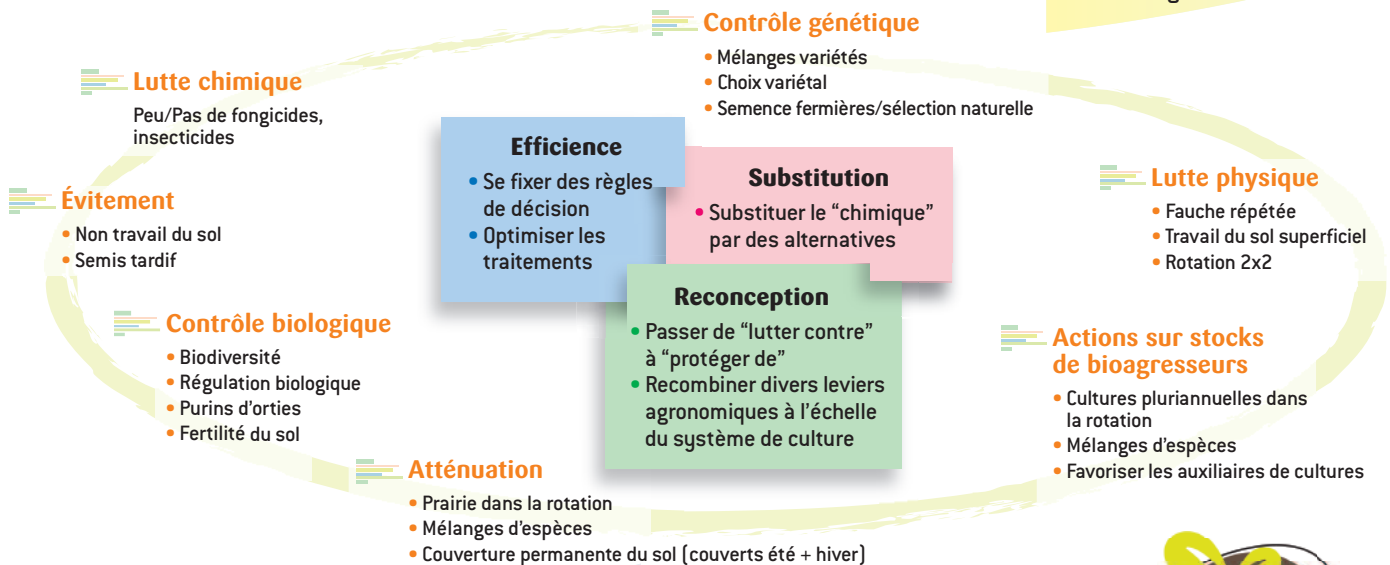 Contrôle génétique
• Mélanges variétés
• Choix variétal
• Semence fermières/sélection naturelle
Lutte chimique
Peu/Pas de fongicides,
insecticides
Efficience
• Se fixer des règles
de décision
• Optimiser les
traitements
Substitution
• Substituer le “chimique”
par des alternatives
Lutte physique
• Fauche répétée
• Travail du sol superficiel
• Rotation 2x2
Évitement
• Non travail du sol
• Semis tardif
Reconception
• Passer de “lutter contre”
à “protéger de”
• Recombiner divers leviers
agronomiques à l’échelle
du système de culture
Contrôle biologique
• Biodiversité
• Régulation biologique
• Purins d’orties
• Fertilité du sol
Actions sur stocks
de bioagresseurs
• Cultures pluriannuelles dans
la rotation
• Mélanges d’espèces
• Favoriser les auxiliaires de cultures
Atténuation
• Prairie dans la rotation
• Mélanges d’espèces
• Couverture permanente du sol (couverts été + hiver)